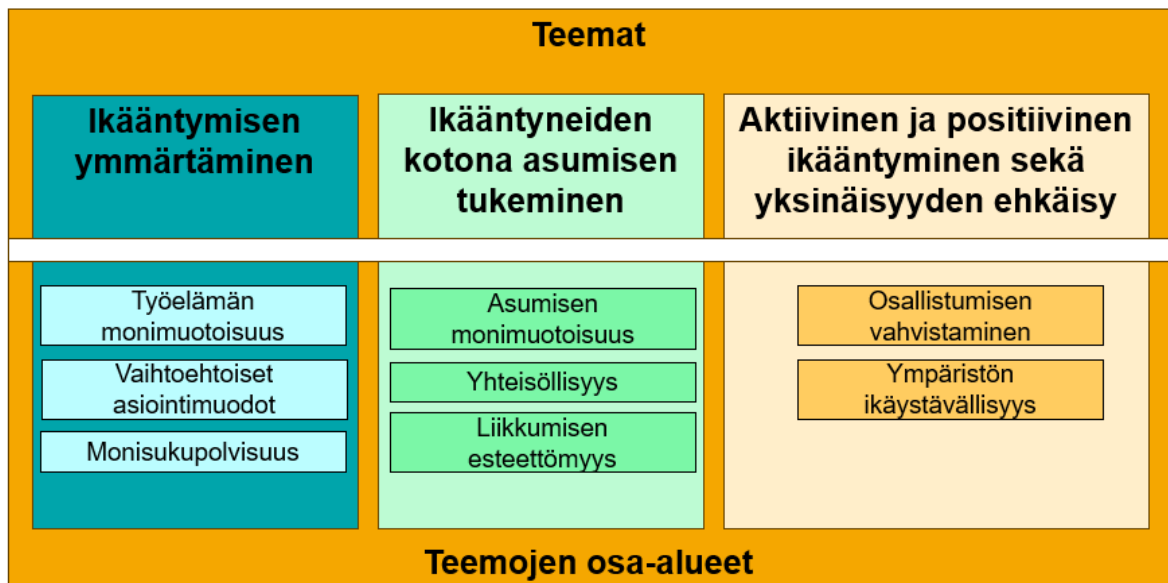 Teemat
Ikääntymisen
ymmärtäminen
Ikääntyneiden
kotona asumisen
tukeminen
Aktiivinen ja positiivinen
ikääntyminen sekä
yksinäisyyden ehkäisy
Työelämän
monimuotoisuus
Vaihtoehtoiset
asiointimuodot
Monisukupolvisuus
Asumisen
monimuotoisuus
Yhteisöllisyys
Liikkumisen
esteettömyys
Osallistumisen
vahvistaminen
Ympäristön
ikäystävällisyys
Teemojen osa-alueet